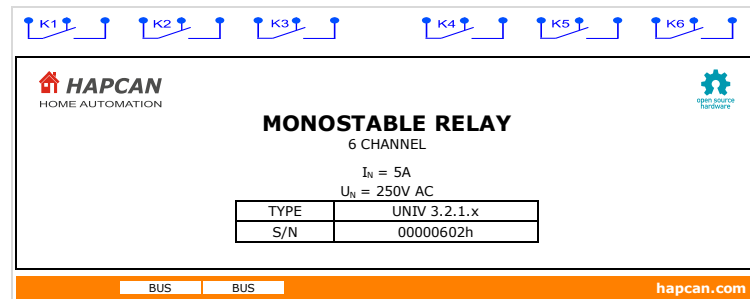 K1 K2 K3 K4 K5 K6
HAPCAN
HOME AUTOMATION
open source
hardware
MONOSTABLE RELAY
6 CHANNEL
IN = 5A
UN = 250V AC
TYPE UNIV 3.2.1.x
S/N 00000602h
BUS BUS hapcan.com